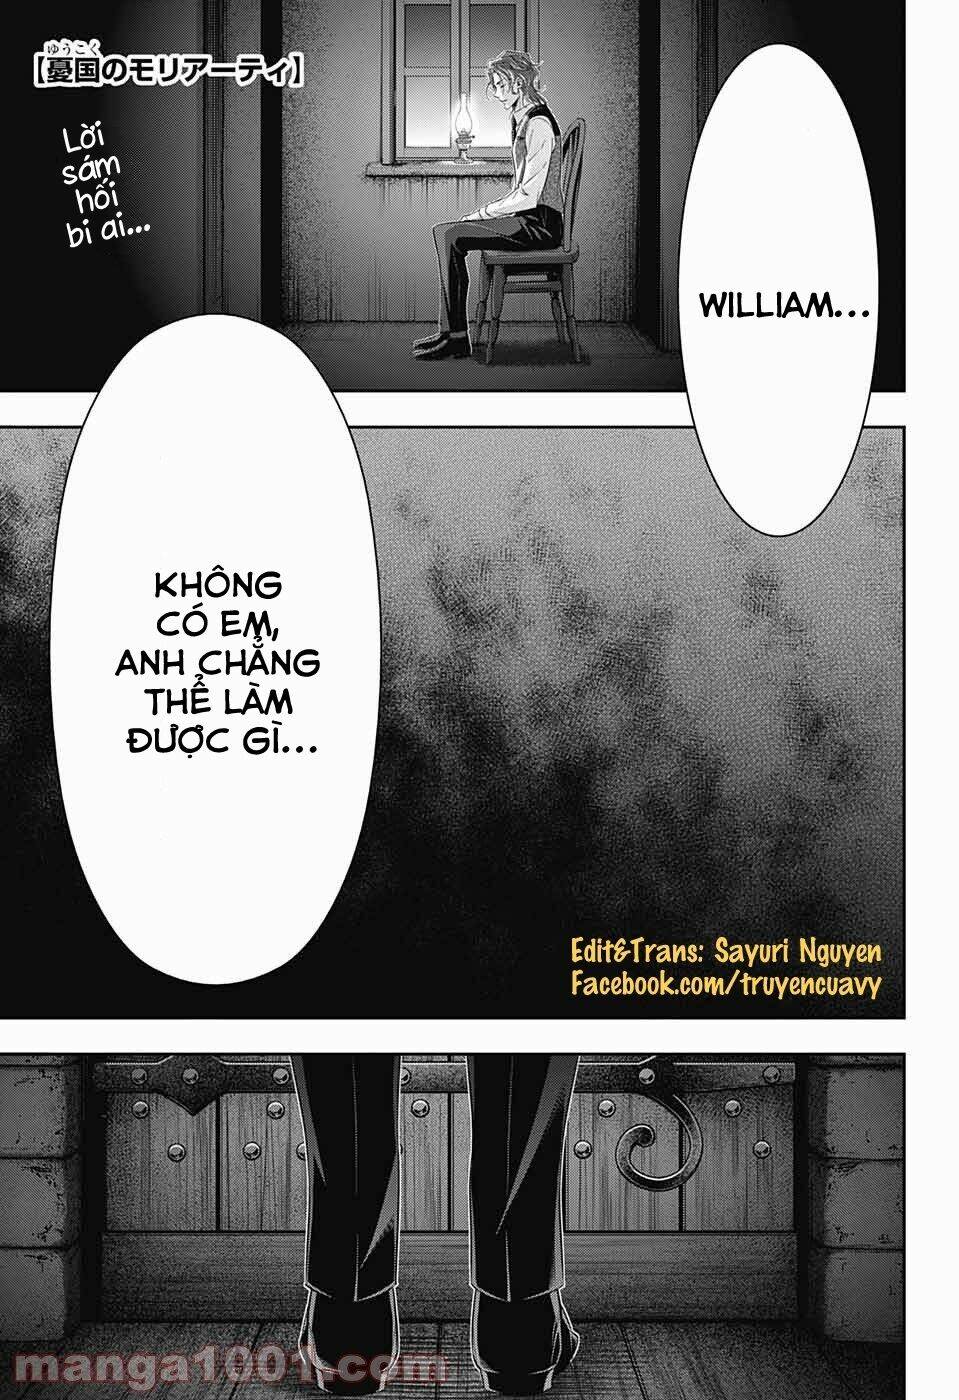 ゆうこく
【憂国のモリアーティ】
Lời
sám
hối
bi ai...
WILLIAM...
KHÔNG
CÓ EM,
ANH CHẲNG
THỂ LÀM
ĐƯỢC GÌ...
Edit&Trans: Sayuri Nguyen
Facebook.com/truyencuavy
manga1001.com